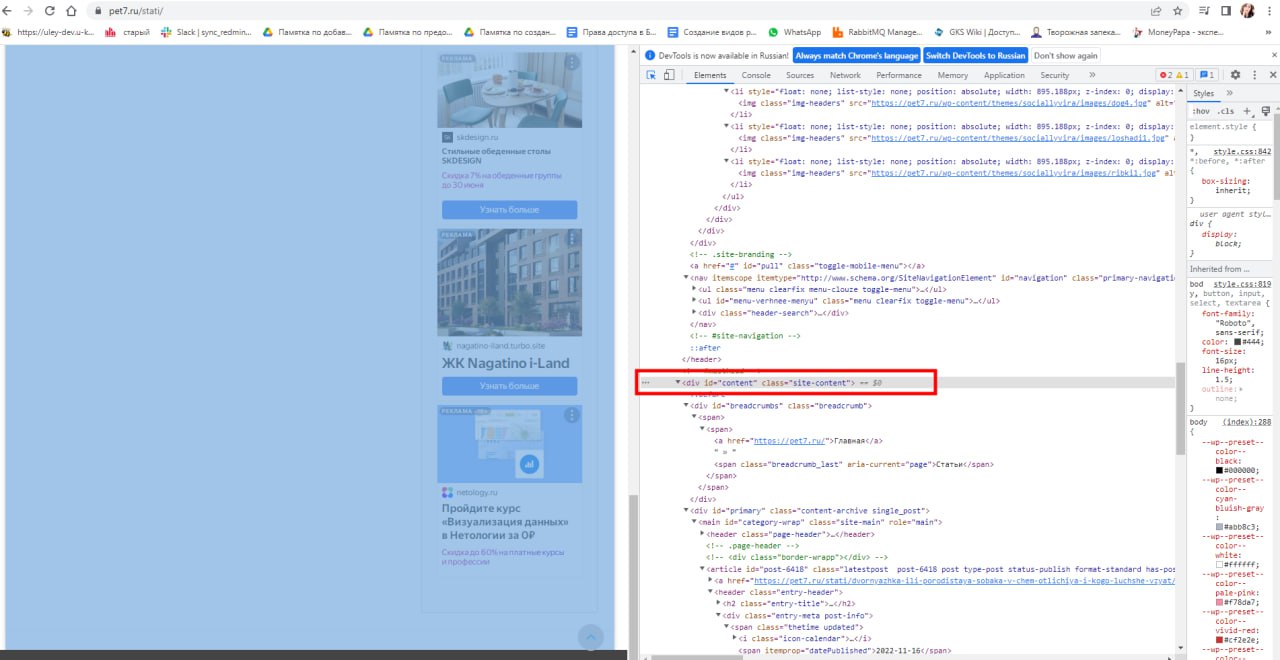 pet7.ru/stati/
https://uley-dev.u-k...
старый
Slack | sync_redmin...
Памятка по добав...
Памятка по предо...
Памятка по создан...
Права доступа в Б...
Создание видов р...
WhatsApp
RabbitMQ Manage...
GKS Wiki | Доступ...
Творожная запека...
MoneyPapa - экспе...
»
РЕКЛАМА
skdesign.ru
Стильные обеденные столы
SKDESIGN
Скидка 7% на обеденные группы
до 30 июня
Узнать больше
РЕКЛАМА
nagatino-iland.turbo.site
ЖК Nagatino i-Land
Узнать больше
РЕКЛАМА
netology.ru
Пройдите курс
«Визуализация данных»
в Нетологии за 0₽
Скидка до 60% на платные курсы
и профессии
DevTools is now available in Russian!
Always match Chrome's language
Switch DevTools to Russian
Don't show again
Elements
Console
Sources
Network
Performance
Memory
Application
Security
»
2
1
1
<li style="float: none; list-style: none; position: absolute; width: 895.188px; z-index: 0; display:
<img class="img-headers" src="https://pet7.ru/wp-content/themes/sociallyvira/images/dog4.jpg" alt=
</li>
<li style="float: none; list-style: none; position: absolute; width: 895.188px; z-index: 0; display:
<img class="img-headers" src="https://pet7.ru/wp-content/themes/sociallyvira/images/loshadi1.jpg"
</li>
<li style="float: none; list-style: none; position: absolute; width: 895.188px; z-index: 0; display:
<img class="img-headers" src="https://pet7.ru/wp-content/themes/sociallyvira/images/ribki1.jpg" alt
</li>
</ul>
</div>
</div>
</div>
</div>
<!-- .site-branding -->
<a href="#" id="pull" class="toggle-mobile-menu"></a>
<nav itemscope itemtype="http://www.schema.org/SiteNavigationElement" id="navigation" class="primary-navigatio
<ul class="menu clearfix menu-clouze toggle-menu">…</ul>
<ul id="menu-verhnee-menyu" class="menu clearfix toggle-menu">…</ul>
<div class="header-search">…</div>
</nav>
<!-- #site-navigation -->
::after
</header>
<div id="content" class="site-content"> == $0
<div id="breadcrumbs" class="breadcrumb">
<span>
<span>
<a href="https://pet7.ru/">Главная</a>
" » "
<span class="breadcrumb_last" aria-current="page">Статьи</span>
</span>
</span>
</div>
<div id="primary" class="content-archive single_post">
<main id="category-wrap" class="site-main" role="main">
<header class="page-header">…</header>
<!-- .page-header -->
<!-- <div class="border-wrapp"></div> -->
<article id="post-6418" class="latestpost  post-6418 post type-post status-publish format-standard has-pos
<a href="https://pet7.ru/stati/dvornyazhka-ili-porodistaya-sobaka-v-chem-otlichiya-i-kogo-luchshe-vzyat/
<header class="entry-header">
<h2 class="entry-title">…</h2>
<div class="entry-meta post-info">
<span class="thetime updated">
<i class="icon-calendar">…</i>
<span itemprop="datePublished">2022-11-16</span>
Styles
»
:hov .cls +
element.style {
}
*, style.css:842
*:before, *:after
{
box-sizing:
inherit;
}
user agent styl…
div {
display:
block;
}
Inherited from …
bod style.css:819
y, button, input,
select, textarea {
font-family:
"Roboto",
sans-serif;
color: #444;
font-size:
16px;
line-height:
1.5;
outline:
none;
}
body (index):288
{
--wp--preset--
color--
black:
#000000;
--wp--preset--
color--
cyan-
bluish-gray
:
#abb8c3;
--wp--preset--
color--
white:
#ffffff;
--wp--preset--
color--
pale-pink:
#f78da7;
--wp--preset--
color--
vivid-red:
#cf2e2e;
--wp--preset--